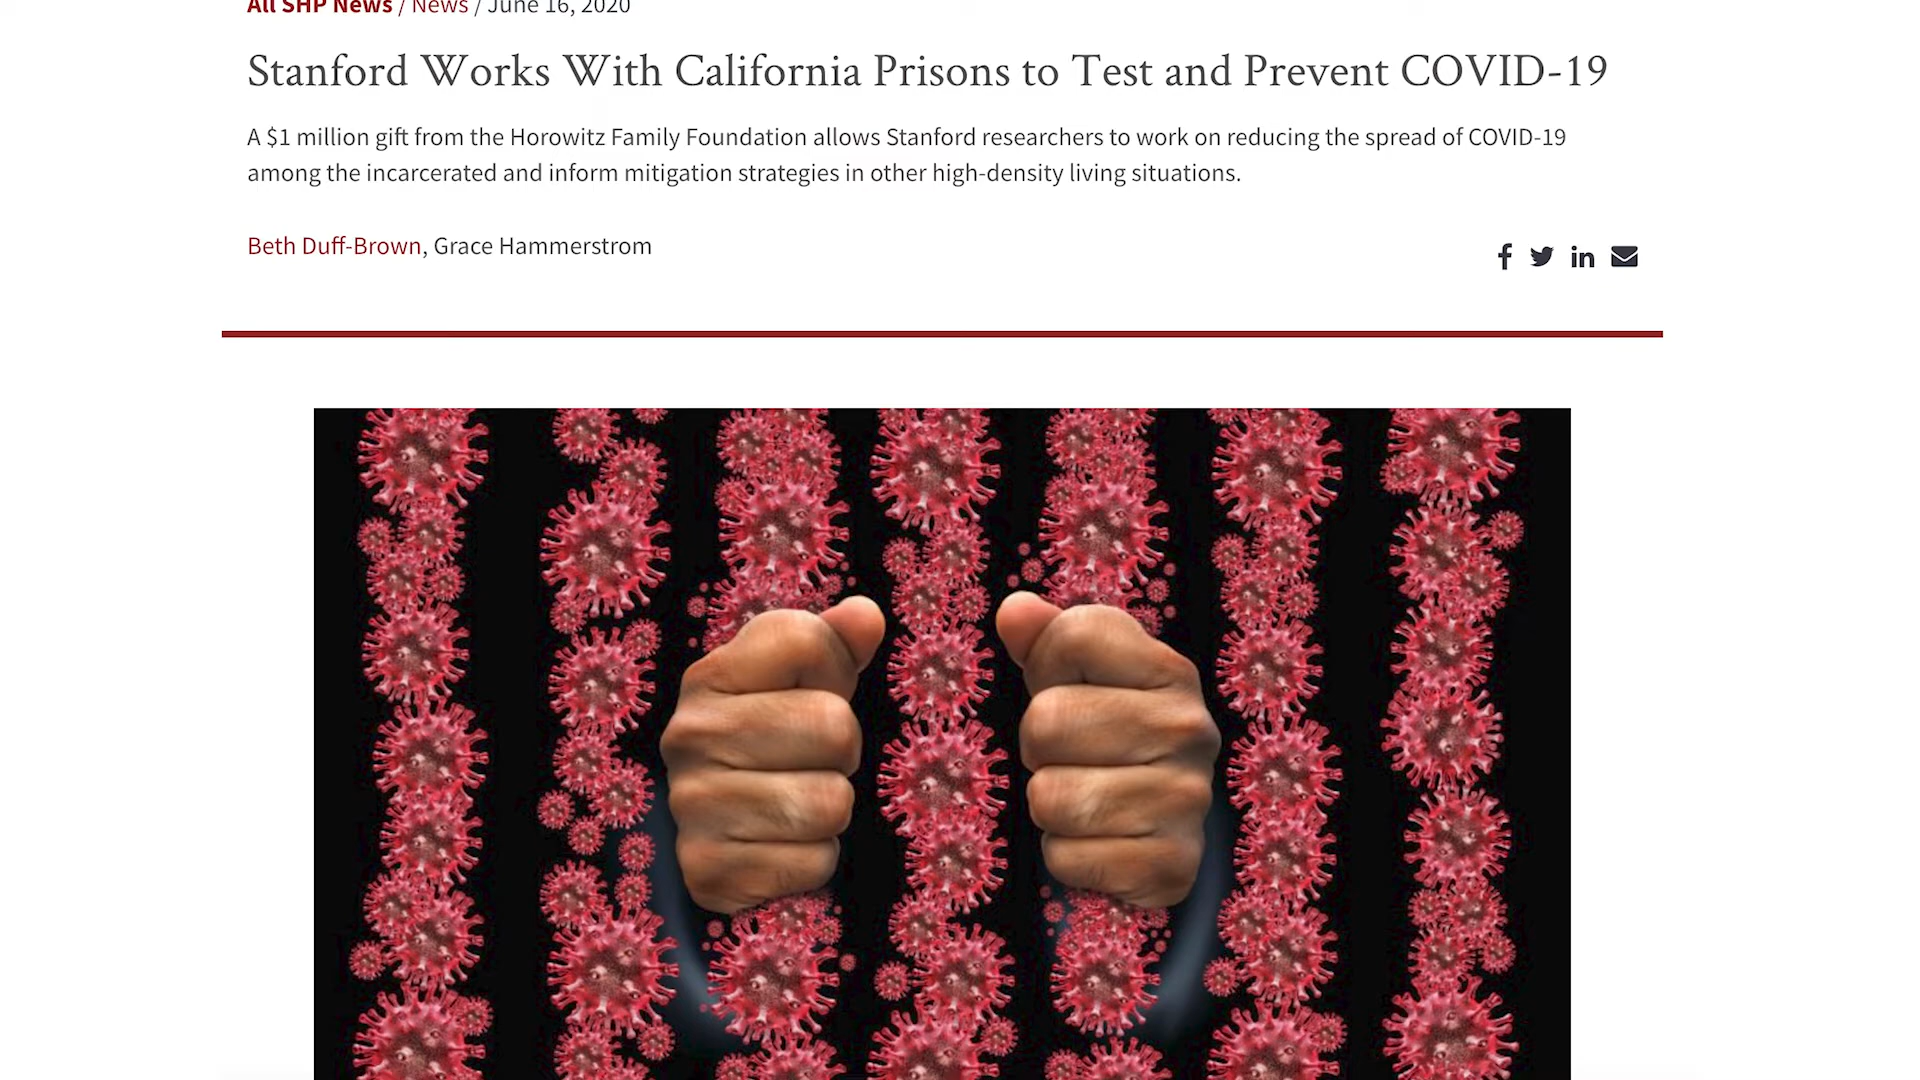 All SHP News / News / June 16, 2020
Stanford Works With California Prisons to Test and Prevent COVID-19
A $1 million gift from the Horowitz Family Foundation allows Stanford researchers to work on reducing the spread of COVID-19
among the incarcerated and inform mitigation strategies in other high-density living situations.
Beth Duff-Brown, Grace Hammerstrom